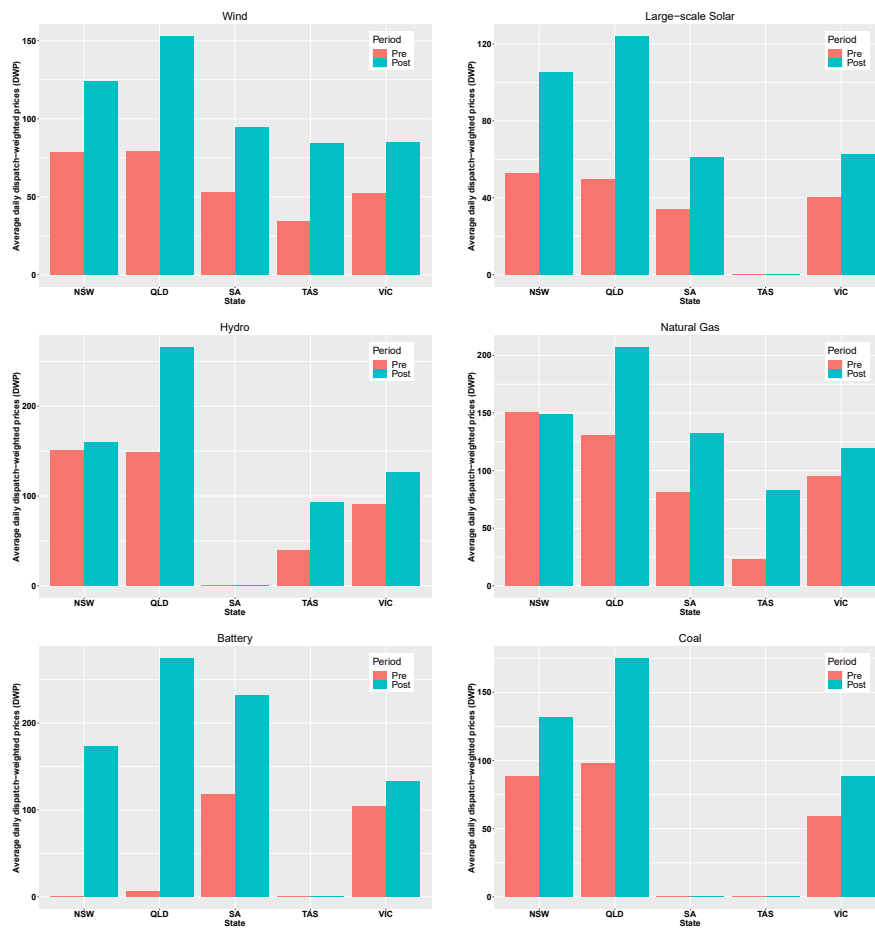 Wind
Average daily dispatch−weighted prices (DWP)
150
100
50
0
Period
Pre
Post
NSW QLD SA TAS VIC
State
Large−scale Solar
Average daily dispatch−weighted prices (DWP)
120
80
40
0
Period
Pre
Post
NSW QLD SA TAS VIC
State
Hydro
Average daily dispatch−weighted prices (DWP)
200
100
0
Period
Pre
Post
NSW QLD SA TAS VIC
State
Natural Gas
Average daily dispatch−weighted prices (DWP)
200
150
100
50
0
Period
Pre
Post
NSW QLD SA TAS VIC
State
Battery
Average daily dispatch−weighted prices (DWP)
200
100
0
Period
Pre
Post
NSW QLD SA TAS VIC
State
Coal
Average daily dispatch−weighted prices (DWP)
150
100
50
0
Period
Pre
Post
NSW QLD SA TAS VIC
State